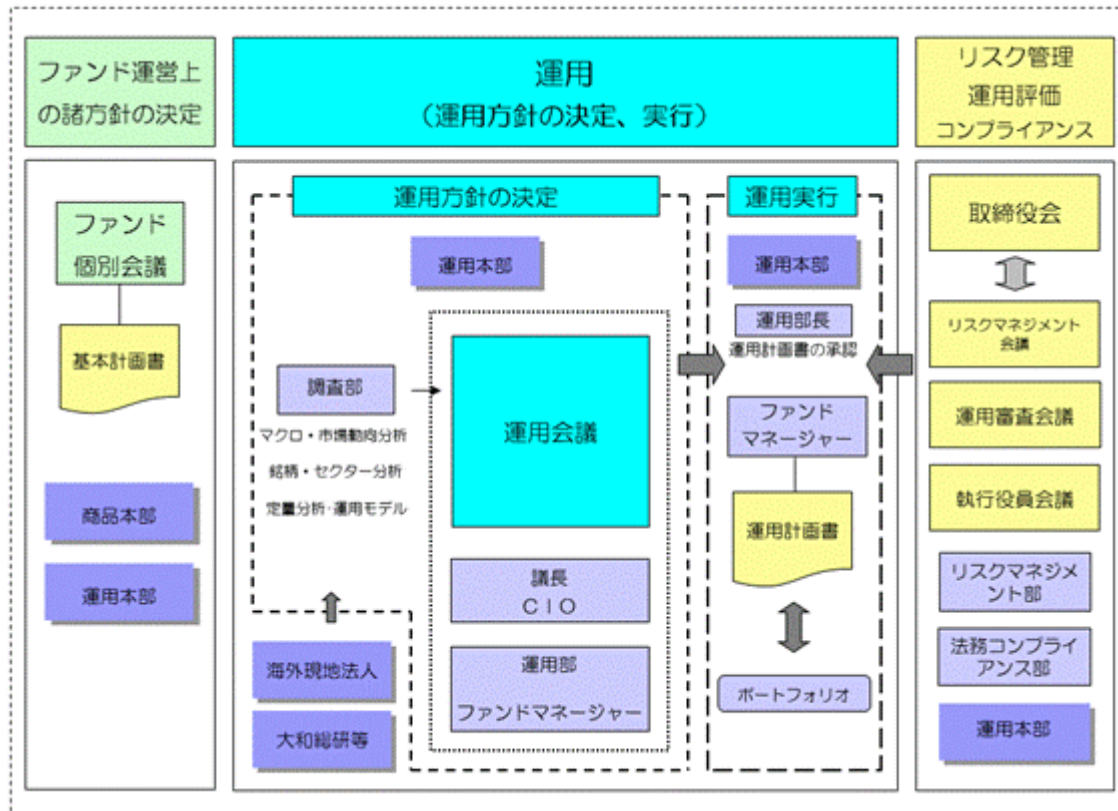 ファンド運営上
の諸方針の決定
運用
（運用方針の決定、実行）
リスク管理
運用評価
コンプライアンス
ファンド
個別会議
基本計画書
商品本部
運用本部
運用方針の決定
運用本部
調査部
マクロ・市場動向分析
銘柄・セクター分析
定量分析・運用モデル
海外現地法人
大和総研等
運用会議
議長
ＣＩＯ
運用部
ファンドマネージャー
運用実行
運用本部
運用部長
運用計画書の承認
ファンド
マネージャー
運用計画書
ポートフォリオ
取締役会
リスクマネジメント
会議
運用審査会議
執行役員会議
リスクマネジメ
ント部
法務コンプライ
アンス部
運用本部